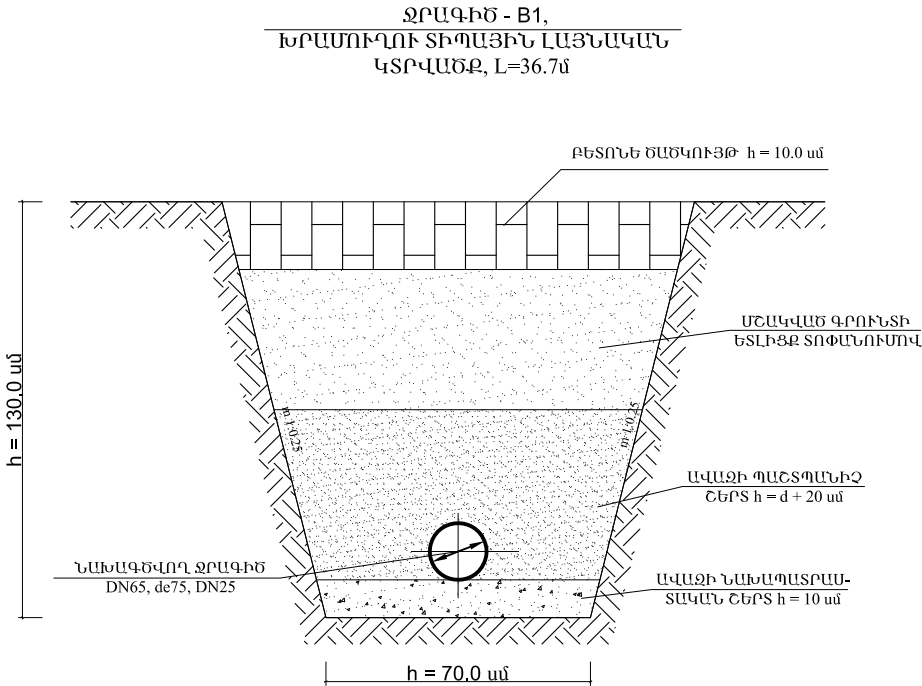 ՋՐԱԳԻԾ - B1,
ԽՐԱՄՈՒՂՈՒ ՏԻՊԱՅԻՆ ԼԱՅՆԱԿԱՆ
ԿՏՐՎԱԾՔ, L=36.7մ
ԲԵՏՈՆԵ ԾԱԾԿՈՒՅԹ h = 10.0 սմ
h = 130.0 սմ
ՄՇԱԿՎԱԾ ԳՐՈՒՆՏԻ
ԵՏԼԻՑՔ ՏՈՓԱՆՈՒՄՈՎ
m 1:0.25
m 1:0.25
ԱՎԱԶԻ ՊԱՇՏՊԱՆԻՉ
ՇԵՐՏ h = d + 20 սմ
ՆԱԽԱԳԾՎՈՂ ՋՐԱԳԻԾ
DN65, de75, DN25
ԱՎԱԶԻ ՆԱԽԱՊԱՏՐԱՍ-
ՏԱԿԱՆ ՇԵՐՏ h = 10 սմ
h = 70.0 սմ